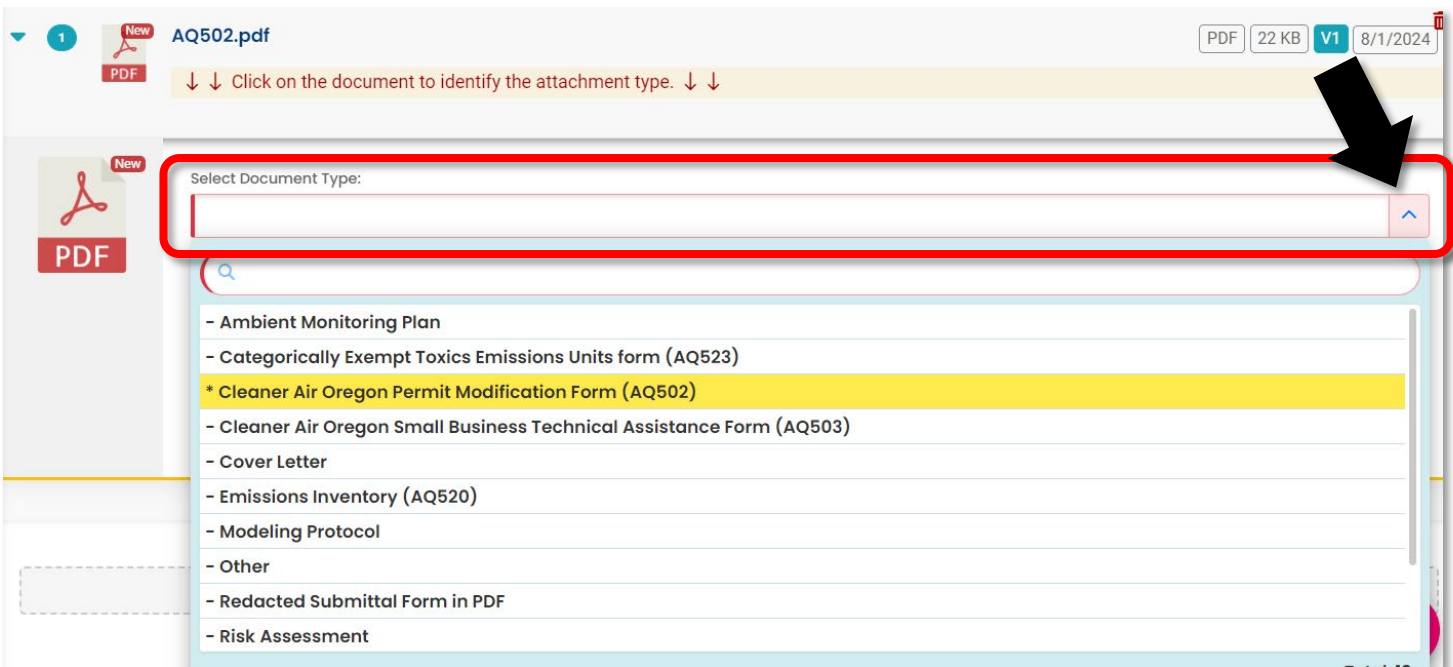 1 New PDF AQ502.pdf PDF 22 KB V1 8/1/2024
↓ ↓ Click on the document to identify the attachment type. ↓ ↓
New
PDF
Select Document Type:
- Ambient Monitoring Plan
- Categorically Exempt Toxics Emissions Units form (AQ523)
* Cleaner Air Oregon Permit Modification Form (AQ502)
- Cleaner Air Oregon Small Business Technical Assistance Form (AQ503)
- Cover Letter
- Emissions Inventory (AQ520)
- Modeling Protocol
- Other
- Redacted Submittal Form in PDF
- Risk Assessment